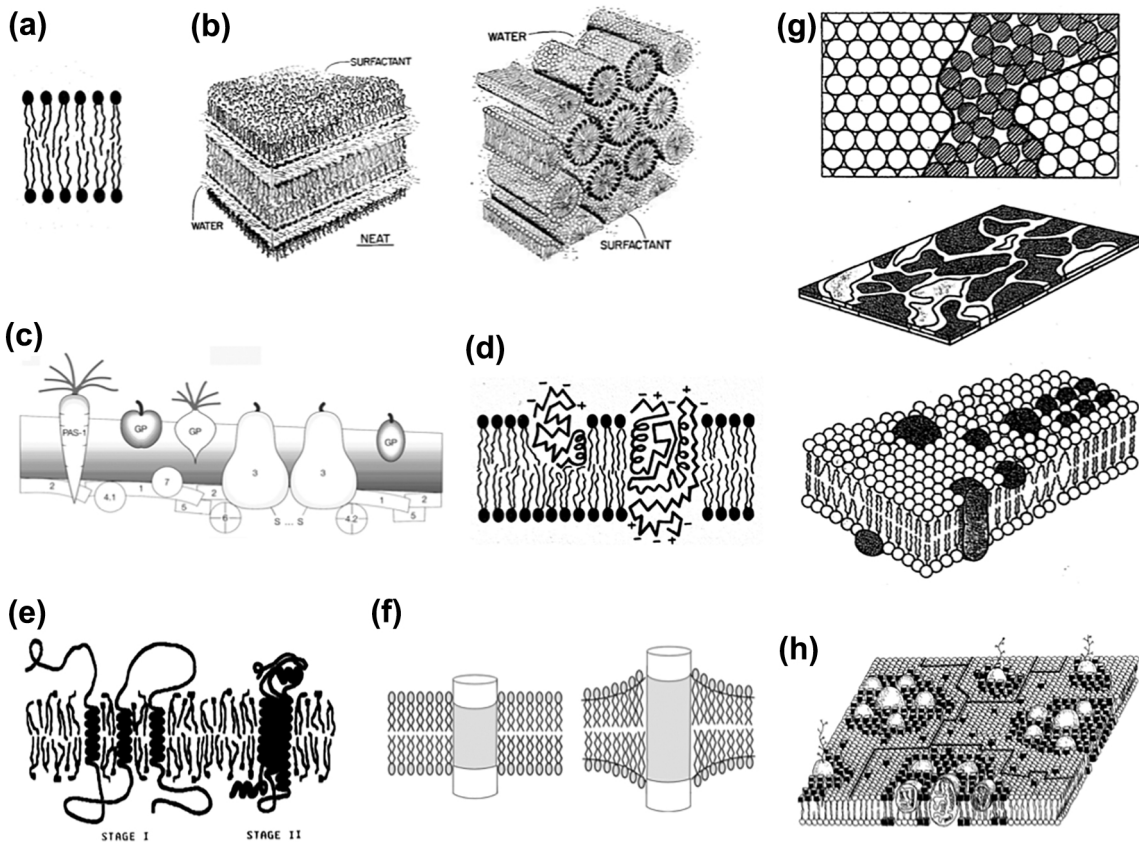 (a)
(b)
SURFACTANT
WATER
NEAT
WATER
SURFACTANT
(g)
(c)
PAS-1
GP
GP
3
3
GP
2
4.1
1
7
2
5
6
S ... S
4.2
1
2
5
(d)
− − + − − +
+ − − + −
(e)
STAGE I
STAGE II
(f)
(h)